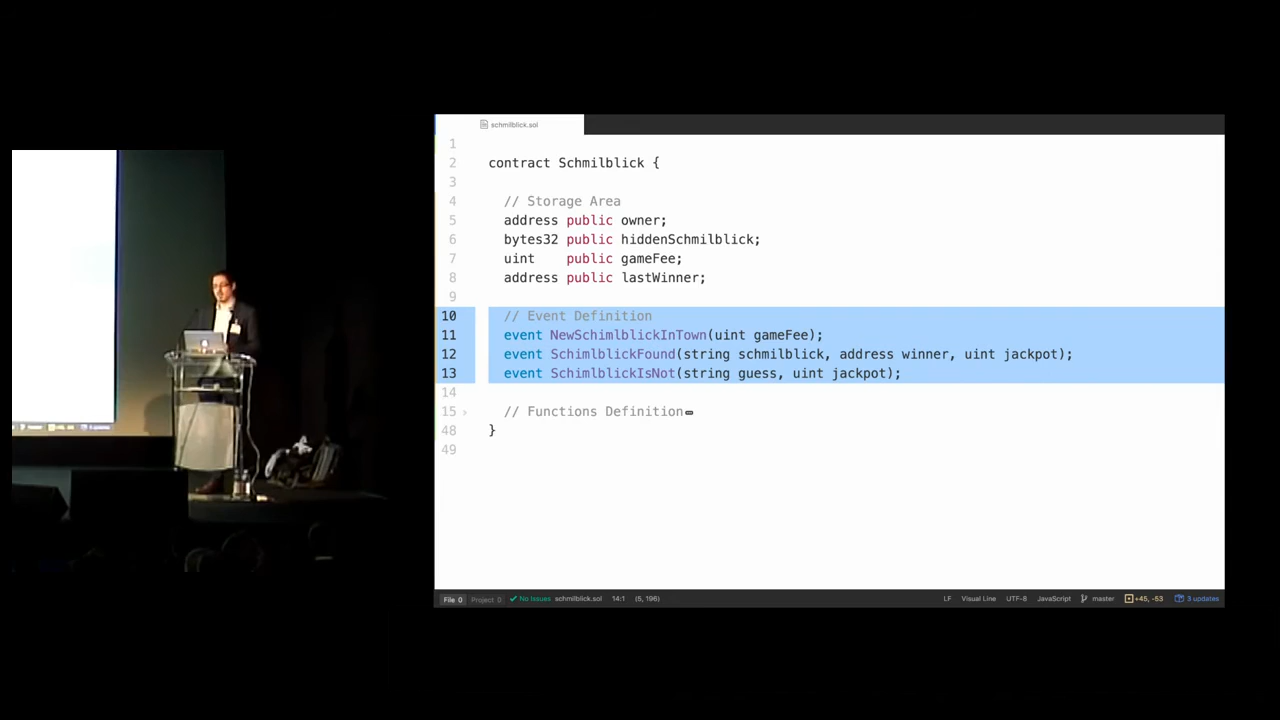 schmilblick.sol
1
2 contract Schmilblick {
3
4 // Storage Area
5 address public owner;
6 bytes32 public hiddenSchmilblick;
7 uint    public gameFee;
8 address public lastWinner;
9
10 // Event Definition
11 event NewSchimlblickInTown(uint gameFee);
12 event SchimlblickFound(string schmilblick, address winner, uint jackpot);
13 event SchimlblickIsNot(string guess, uint jackpot);
14
15 // Functions Definition
48 }
49
File 0 Project 0 No Issues schmilblick.sol 14:1 (5, 196) LF Visual Line UTF-8 JavaScript master +45, -53 3 updates